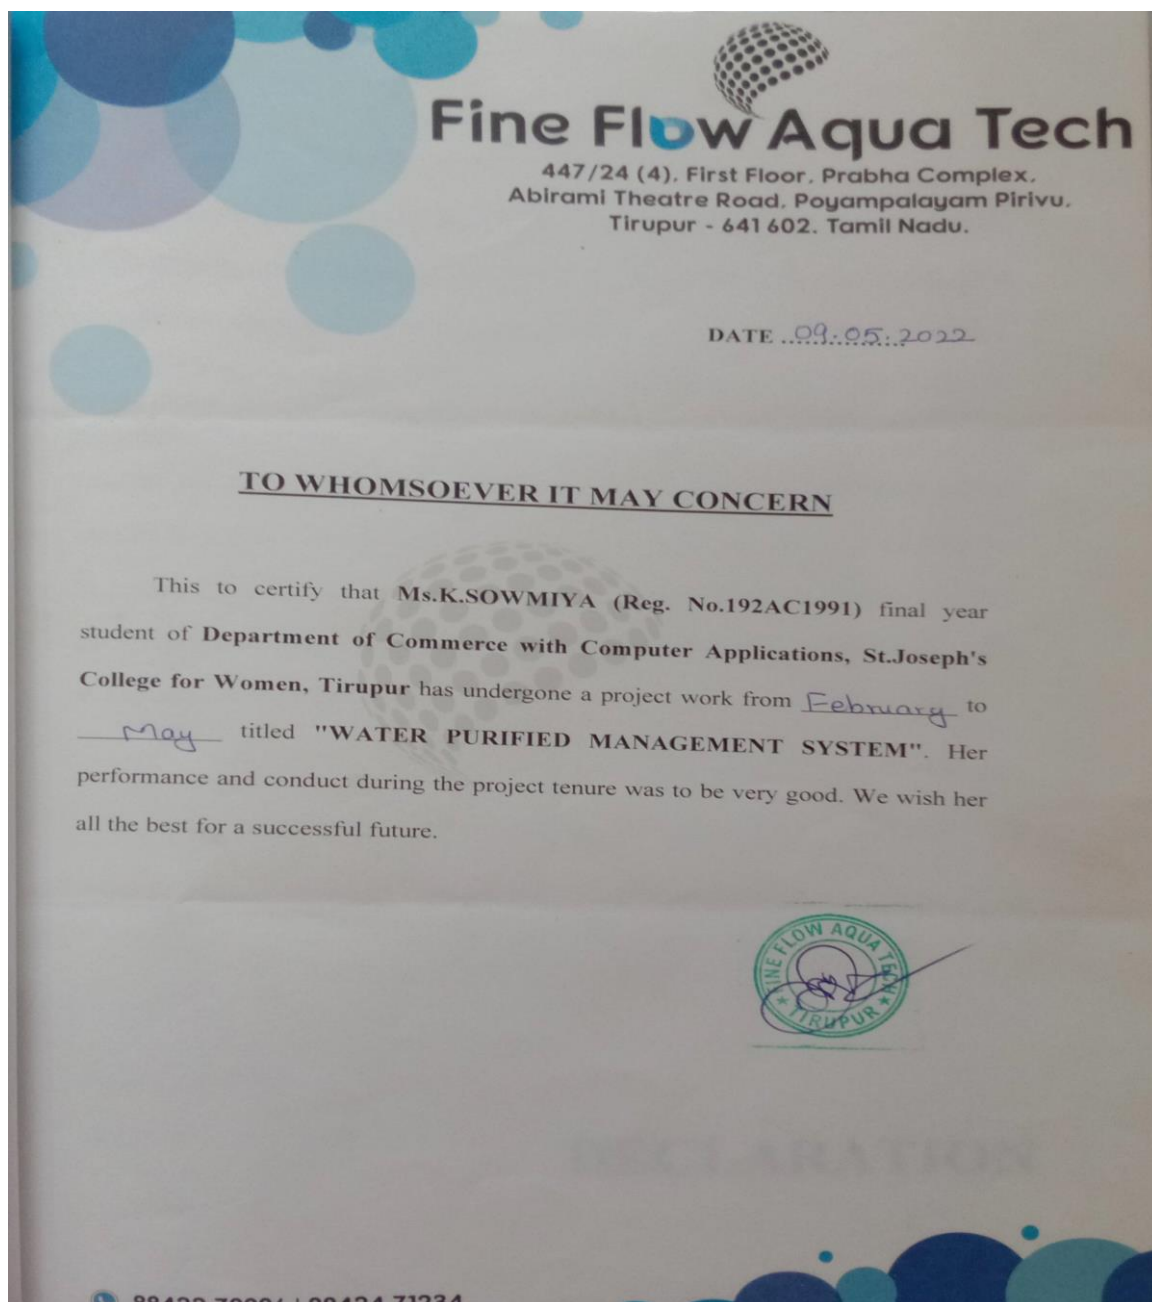 Fine Flow Aqua Tech
447/24 (4), First Floor, Prabha Complex,
Abirami Theatre Road, Poyampalayam Pirivu,
Tirupur - 641 602. Tamil Nadu.
DATE ..09.05.2022
TO WHOMSOEVER IT MAY CONCERN
This to certify that Ms.K.SOWMIYA (Reg. No.192AC1991) final year
student of Department of Commerce with Computer Applications, St.Joseph's
College for Women, Tirupur has undergone a project work from February to
May titled "WATER PURIFIED MANAGEMENT SYSTEM". Her
performance and conduct during the project tenure was to be very good. We wish her
all the best for a successful future.
FINE FLOW AQUA TECH
★ TIRUPUR ★
DECLARATION
71234